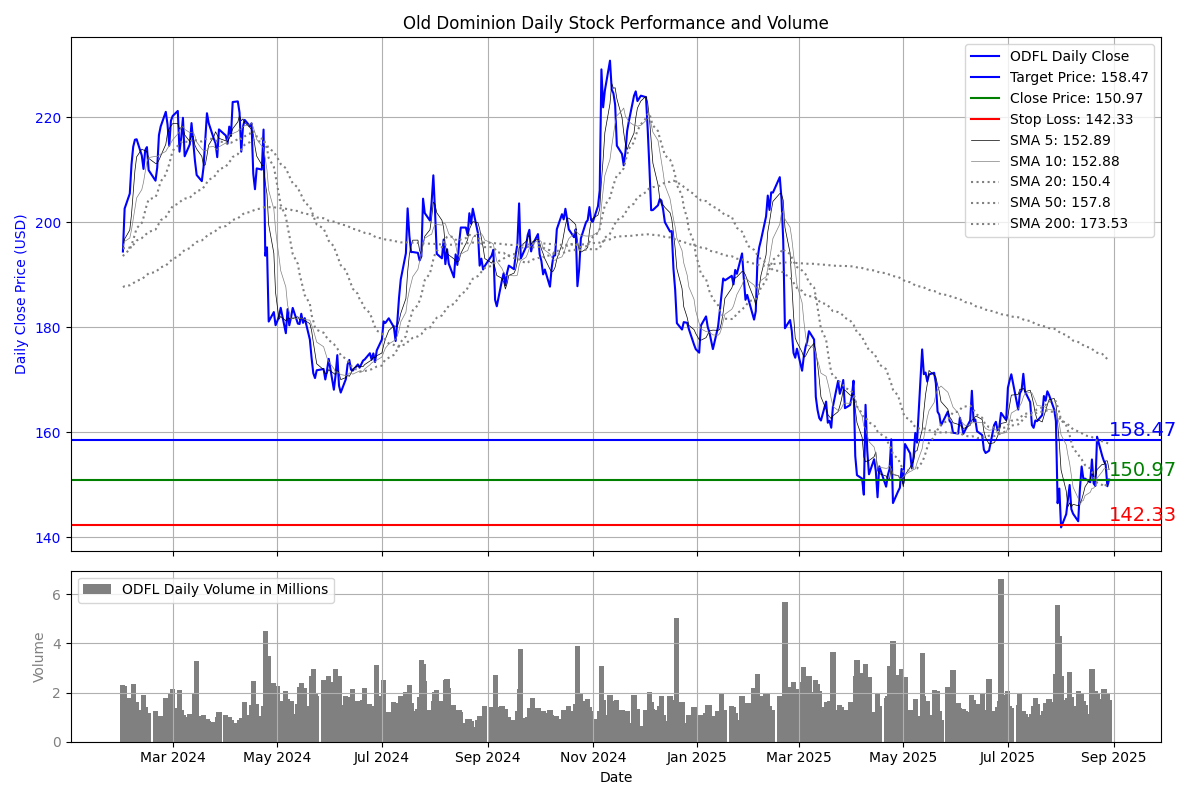 Old Dominion Daily Stock Performance and Volume
Daily Close Price (USD)
220
200
180
160
140
ODFL Daily Close
Target Price: 158.47
Close Price: 150.97
Stop Loss: 142.33
SMA 5: 152.89
SMA 10: 152.88
SMA 20: 150.4
SMA 50: 157.8
SMA 200: 173.53
158.47
150.97
142.33
Volume
6
4
2
0
ODFL Daily Volume in Millions
Mar 2024
May 2024
Jul 2024
Sep 2024
Nov 2024
Jan 2025
Mar 2025
May 2025
Jul 2025
Sep 2025
Date